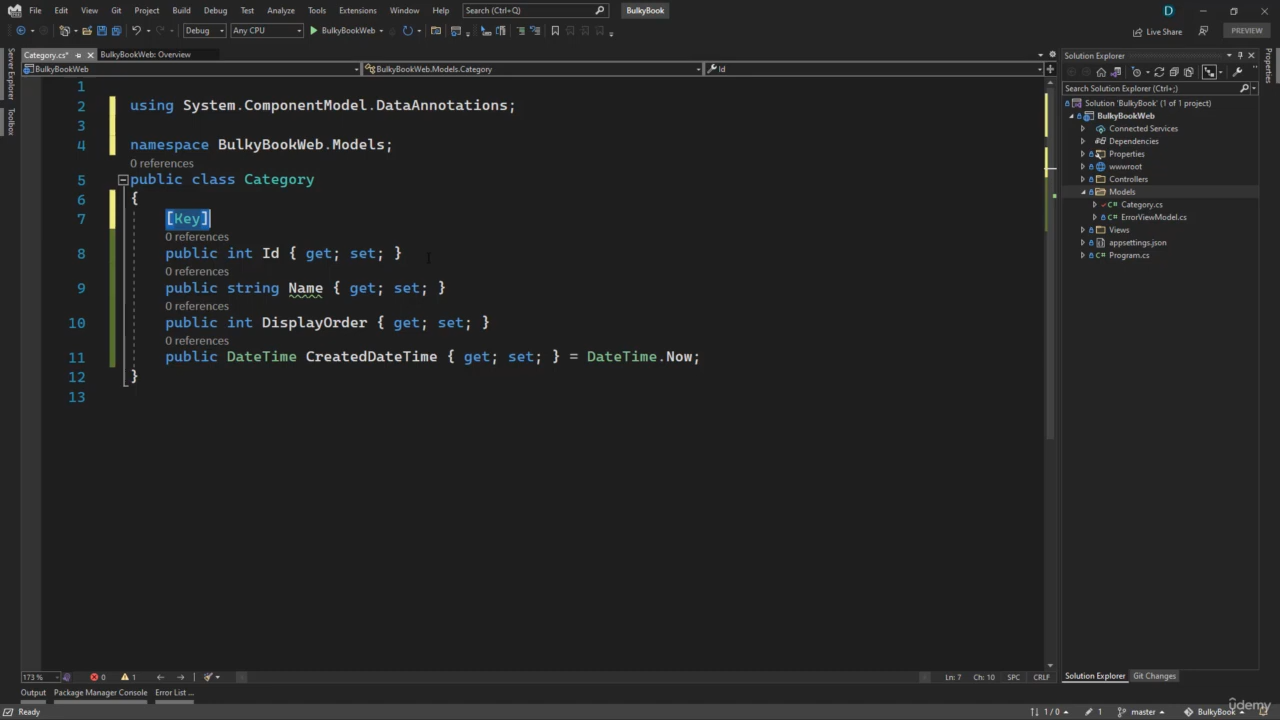 File Edit View Git Project Build Debug Test Analyze Tools Extensions Window Help Search (Ctrl+Q) BulkyBook D
Debug Any CPU BulkyBookWeb Live Share PREVIEW
Server Explorer
Toolbox
Category.cs* BulkyBookWeb: Overview
BulkyBookWeb BulkyBookWeb.Models.Category Id
1
2 using System.ComponentModel.DataAnnotations;
3
4 namespace BulkyBookWeb.Models;
0 references
5 public class Category
6 {
7 [Key]
0 references
8 public int Id { get; set; }
0 references
9 public string Name { get; set; }
0 references
10 public int DisplayOrder { get; set; }
0 references
11 public DateTime CreatedDateTime { get; set; } = DateTime.Now;
12 }
13
Solution Explorer
Search Solution Explorer (Ctrl+;)
Solution 'BulkyBook' (1 of 1 project)
BulkyBookWeb
Connected Services
Dependencies
Properties
wwwroot
Controllers
Models
Category.cs
ErrorViewModel.cs
Views
appsettings.json
Program.cs
Properties
173 % 0 1 Ln: 7 Ch: 10 SPC CRLF
Solution Explorer Git Changes
Output Package Manager Console Error List ...
Ready 1 / 0 1 master BulkyBook
udemy